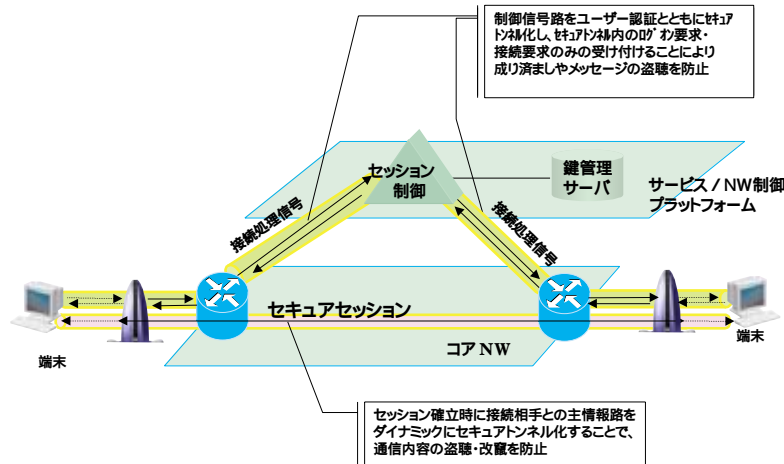 制御信号路をユーザー認証とともにｾｷｭｱ
ﾄﾝﾈﾙ化し、ｾｷｭｱﾄﾝﾈﾙ内のﾛｸﾞｵﾝ要求・
接続要求のみの受け付けることにより
成り済ましやメッセージの盗聴を防止
セッション
制御
鍵管理
サーバ
サービス / NW制御
プラットフォーム
接続処理信号
接続処理信号
セキュアセッション
コア NW
端末
端末
セッション確立時に接続相手との主情報路を
ダイナミックにセキュアトンネル化することで、
通信内容の盗聴・改竄を防止